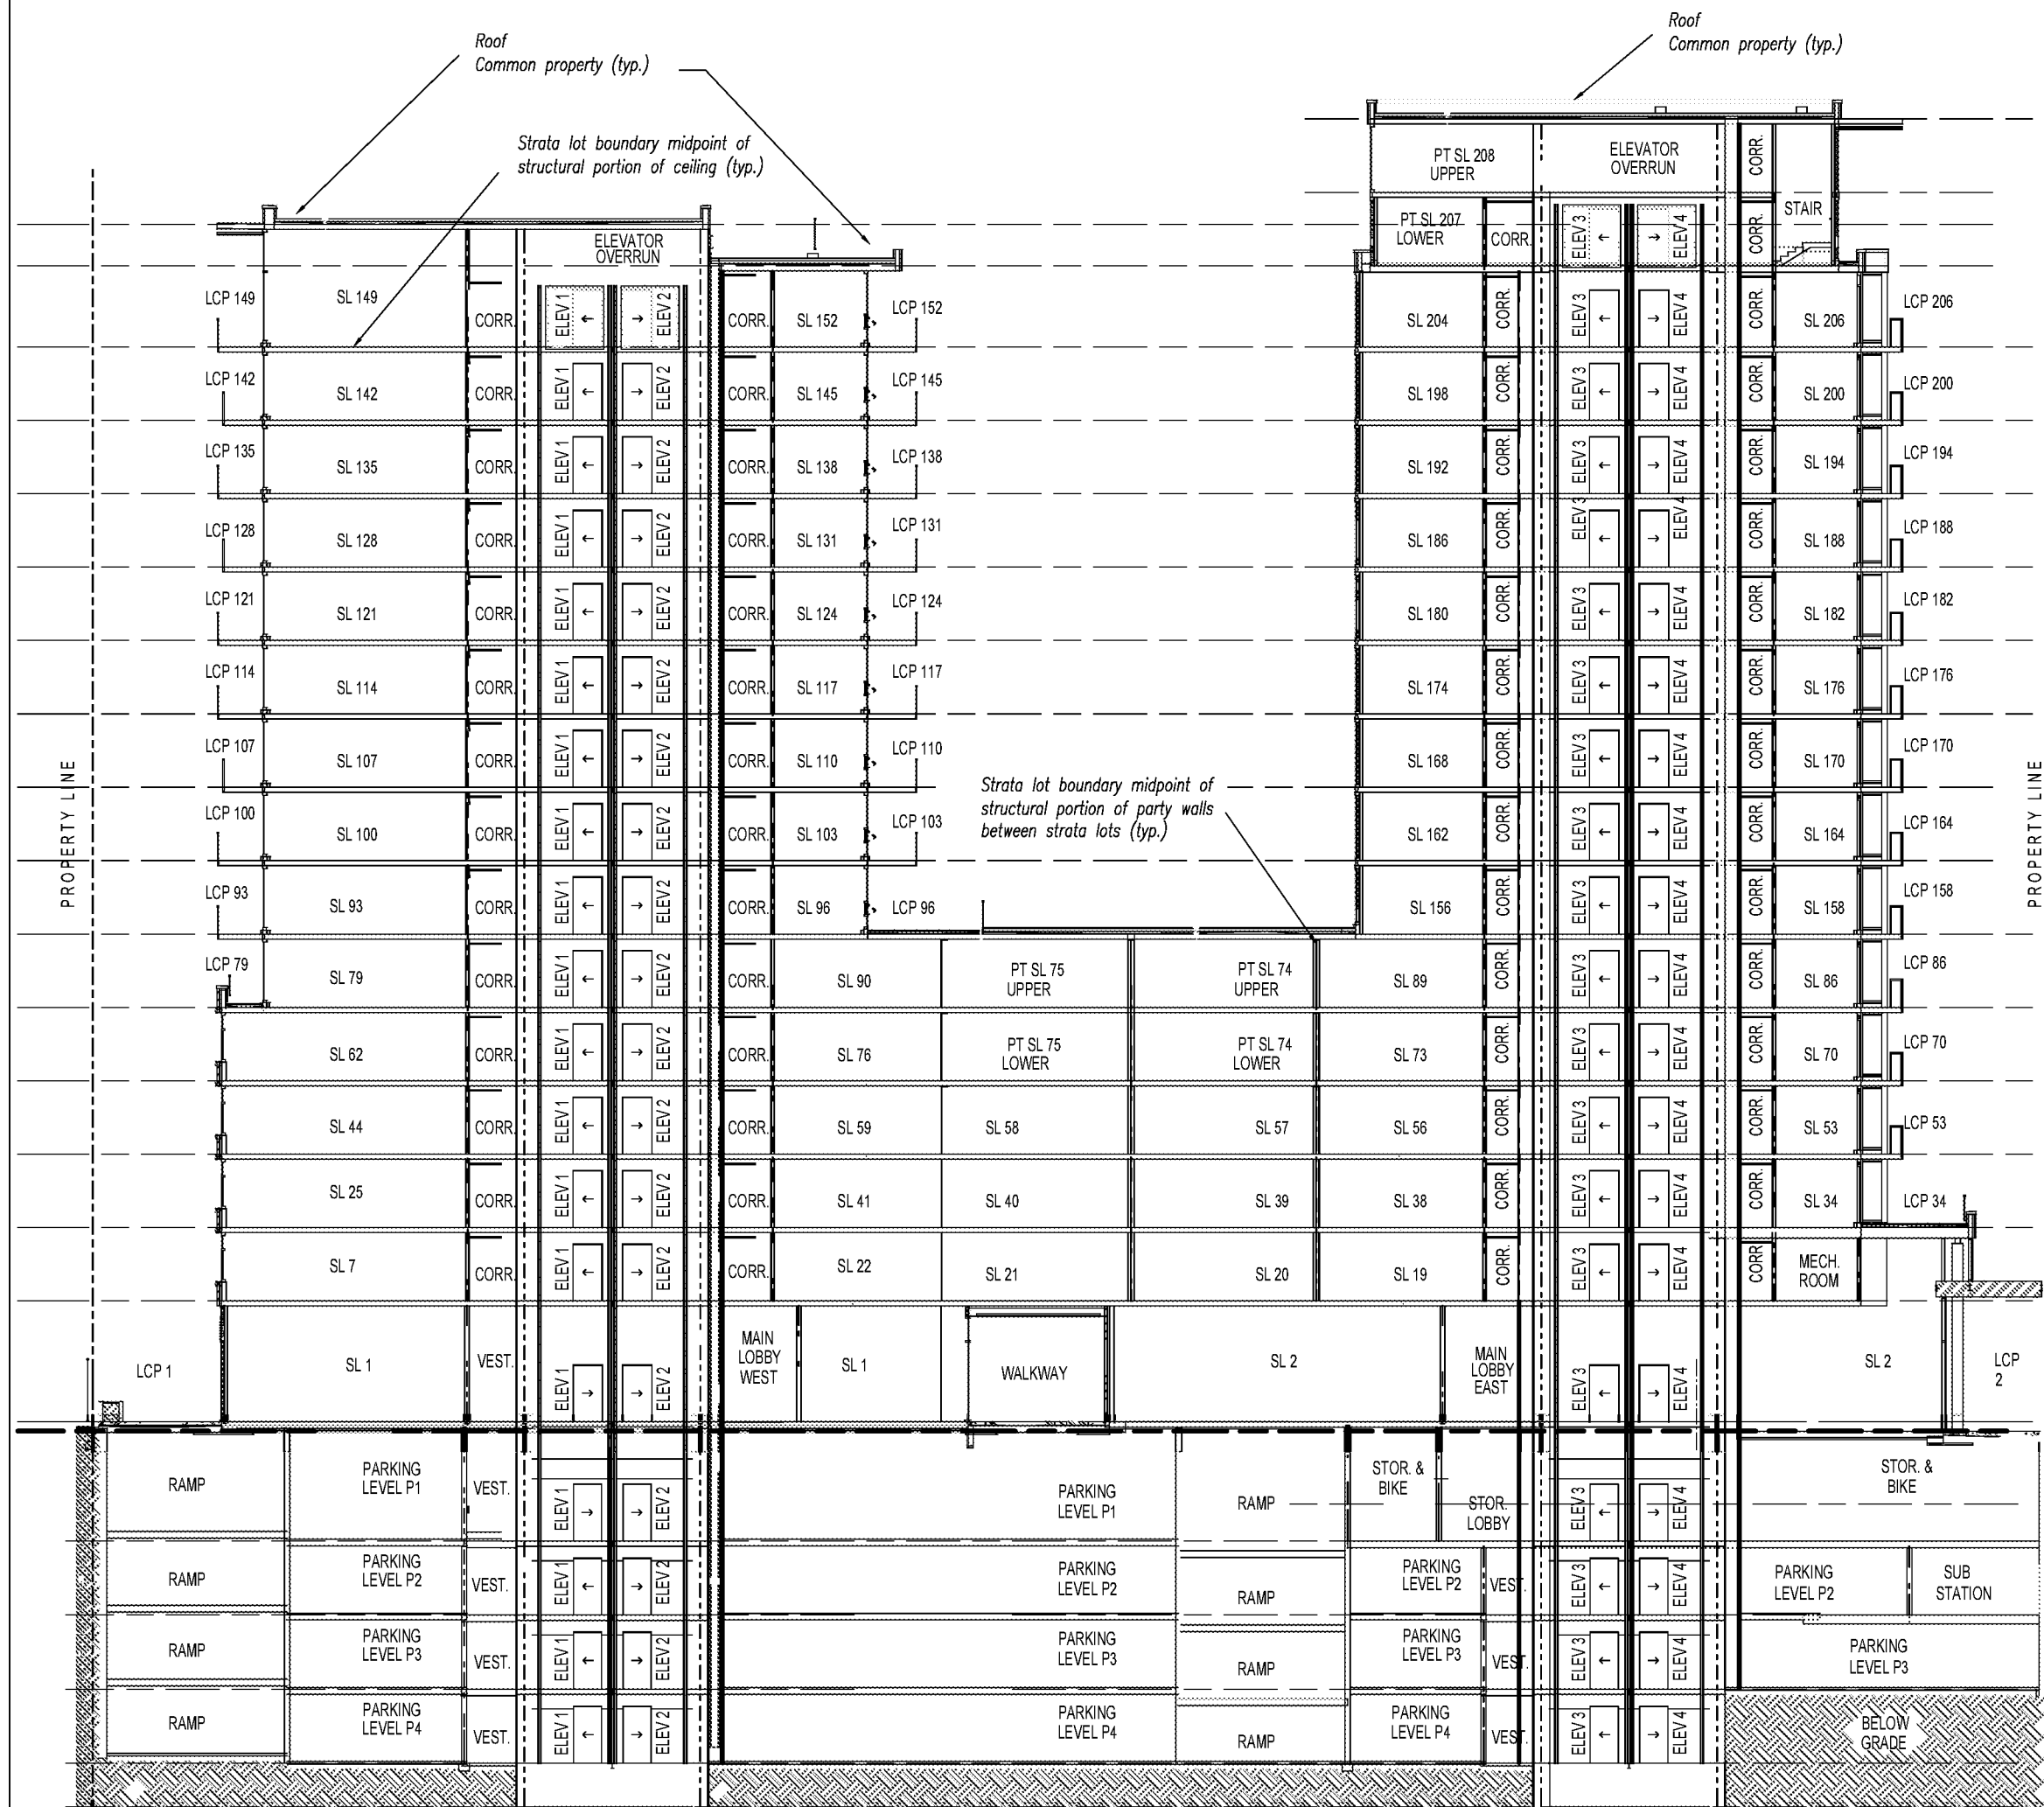 Roof
Common property (typ.)
Roof
Common property (typ.)
Strata lot boundary midpoint of
structural portion of ceiling (typ.)
PT SL 208
UPPER
ELEVATOR
OVERRUN
CORR.
ELEVATOR
OVERRUN
PT SL 207
LOWER
CORR.
ELEV 3
←
→
ELEV 4
CORR.
STAIR
LCP 149
SL 149
CORR.
ELEV 1
←
→
ELEV 2
CORR.
SL 152
LCP 152
SL 204
CORR.
ELEV 3
←
→
ELEV 4
CORR.
SL 206
LCP 206
LCP 142
SL 142
CORR.
ELEV 1
←
→
ELEV 2
CORR.
SL 145
LCP 145
SL 198
CORR.
ELEV 3
←
→
ELEV 4
CORR.
SL 200
LCP 200
LCP 135
SL 135
CORR.
ELEV 1
←
→
ELEV 2
CORR.
SL 138
LCP 138
SL 192
CORR.
ELEV 3
←
→
ELEV 4
CORR.
SL 194
LCP 194
LCP 128
SL 128
CORR.
ELEV 1
←
→
ELEV 2
CORR.
SL 131
LCP 131
SL 186
CORR.
ELEV 3
←
→
ELEV 4
CORR.
SL 188
LCP 188
LCP 121
SL 121
CORR.
ELEV 1
←
→
ELEV 2
CORR.
SL 124
LCP 124
SL 180
CORR.
ELEV 3
←
→
ELEV 4
CORR.
SL 182
LCP 182
LCP 114
SL 114
CORR.
ELEV 1
←
→
ELEV 2
CORR.
SL 117
LCP 117
SL 174
CORR.
ELEV 3
←
→
ELEV 4
CORR.
SL 176
LCP 176
PROPERTY LINE
LCP 107
SL 107
CORR.
ELEV 1
←
→
ELEV 2
CORR.
SL 110
LCP 110
SL 168
CORR.
ELEV 3
←
→
ELEV 4
CORR.
SL 170
LCP 170
PROPERTY LINE
Strata lot boundary midpoint of
structural portion of party walls
between strata lots (typ.)
LCP 100
SL 100
CORR.
ELEV 1
←
→
ELEV 2
CORR.
SL 103
LCP 103
SL 162
CORR.
ELEV 3
←
→
ELEV 4
CORR.
SL 164
LCP 164
LCP 93
SL 93
CORR.
ELEV 1
←
→
ELEV 2
CORR.
SL 96
LCP 96
SL 156
CORR.
ELEV 3
←
→
ELEV 4
CORR.
SL 158
LCP 158
LCP 79
SL 79
CORR.
ELEV 1
←
→
ELEV 2
CORR.
SL 90
PT SL 75
UPPER
PT SL 74
UPPER
SL 89
CORR.
ELEV 3
←
→
ELEV 4
CORR.
SL 86
LCP 86
SL 62
CORR.
ELEV 1
←
→
ELEV 2
CORR.
SL 76
PT SL 75
LOWER
PT SL 74
LOWER
SL 73
CORR.
ELEV 3
←
→
ELEV 4
CORR.
SL 70
LCP 70
SL 44
CORR.
ELEV 1
←
→
ELEV 2
CORR.
SL 59
SL 58
SL 57
SL 56
CORR.
ELEV 3
←
→
ELEV 4
CORR.
SL 53
LCP 53
SL 25
CORR.
ELEV 1
←
→
ELEV 2
CORR.
SL 41
SL 40
SL 39
SL 38
CORR.
ELEV 3
←
→
ELEV 4
CORR.
SL 34
LCP 34
SL 7
CORR.
ELEV 1
←
→
ELEV 2
CORR.
SL 22
SL 21
SL 20
SL 19
CORR.
ELEV 3
←
→
ELEV 4
CORR
MECH.
ROOM
LCP 1
SL 1
VEST.
ELEV 1
→
→
ELEV 2
MAIN
LOBBY
WEST
SL 1
WALKWAY
SL 2
MAIN
LOBBY
EAST
ELEV 3
←
→
ELEV 4
SL 2
LCP
2
RAMP
PARKING
LEVEL P1
VEST.
ELEV 1
→
→
ELEV 2
PARKING
LEVEL P1
RAMP
STOR. &
BIKE
STOR.
LOBBY
ELEV 3
←
→
ELEV 4
STOR. &
BIKE
RAMP
PARKING
LEVEL P2
VEST.
ELEV 1
←
→
ELEV 2
PARKING
LEVEL P2
RAMP
PARKING
LEVEL P2
VEST.
ELEV 3
←
→
ELEV 4
PARKING
LEVEL P2
SUB
STATION
RAMP
PARKING
LEVEL P3
VEST.
ELEV 1
←
→
ELEV 2
PARKING
LEVEL P3
RAMP
PARKING
LEVEL P3
VEST.
ELEV 3
←
→
ELEV 4
PARKING
LEVEL P3
RAMP
PARKING
LEVEL P4
VEST.
ELEV 1
←
→
ELEV 2
PARKING
LEVEL P4
RAMP
PARKING
LEVEL P4
VEST.
ELEV 3
←
→
ELEV 4
BELOW
GRADE